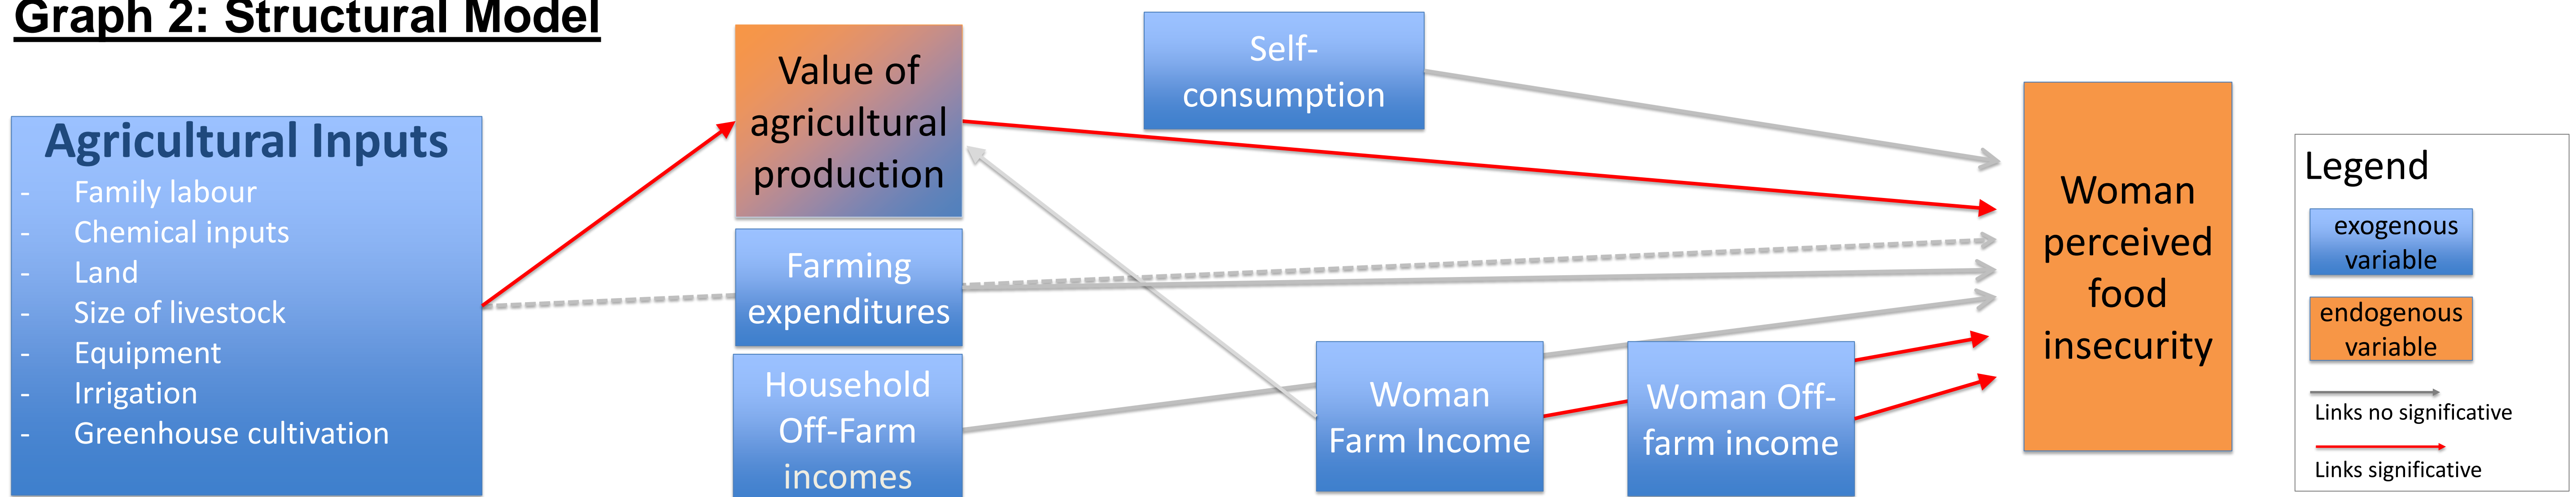 Graph 2: Structural Model
Agricultural Inputs
- Family labour
- Chemical inputs
- Land
- Size of livestock
- Equipment
- Irrigation
- Greenhouse cultivation
Value of
agricultural
production
Farming
expenditures
Household
Off-Farm
incomes
Self-
consumption
Woman
Farm Income
Woman Off-
farm income
Woman
perceived
food
insecurity
Legend
exogenous
variable
endogenous
variable
Links no significative
Links significative